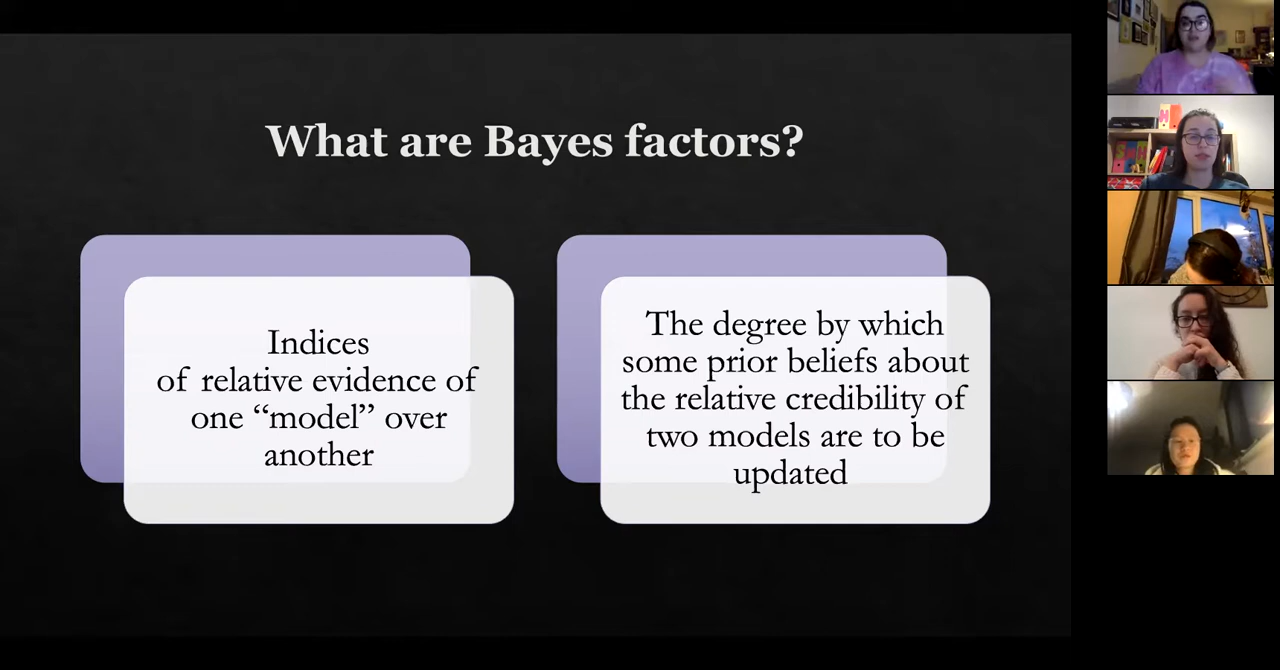 What are Bayes factors?
Indices
of relative evidence of
one “model” over
another
The degree by which
some prior beliefs about
the relative credibility of
two models are to be
updated